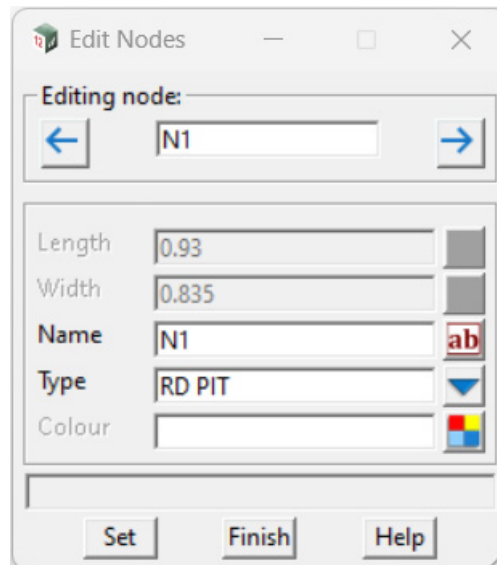 Edit Nodes
Editing node:
N1
Length 0.93
Width 0.835
Name N1 ab
Type RD PIT
Colour
Set Finish Help